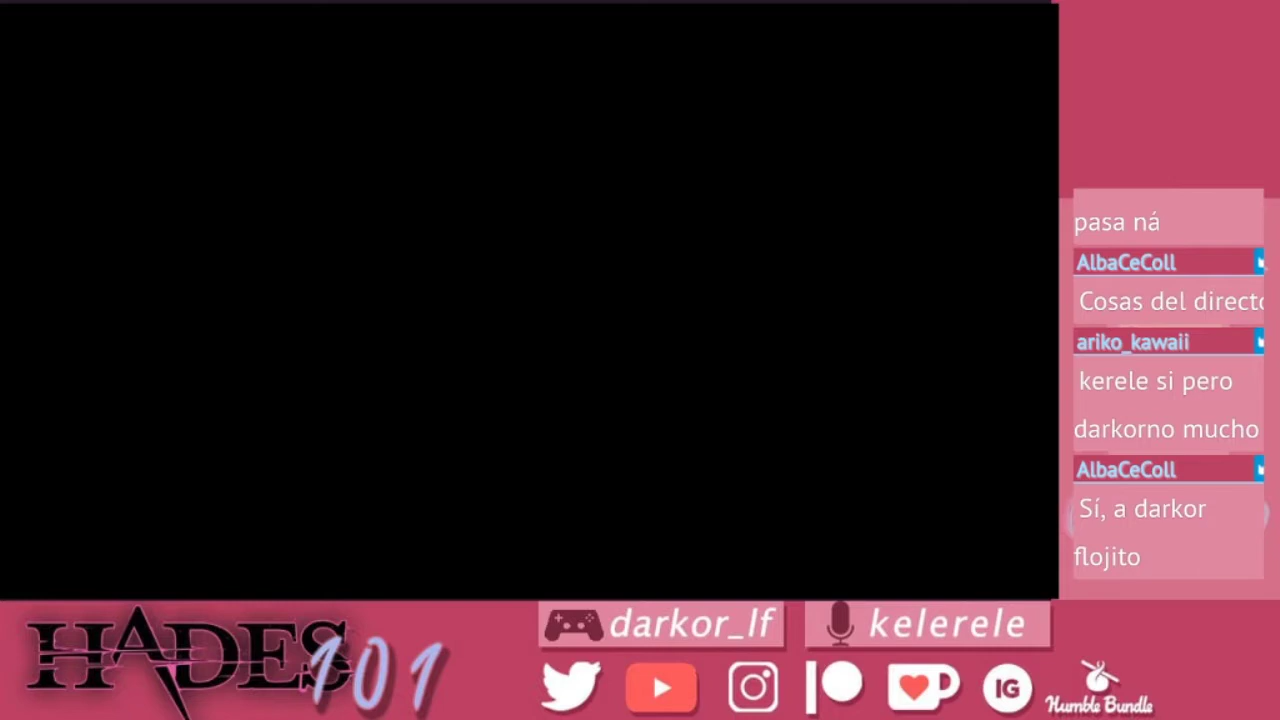 pasa ná
AlbaCeColl
Cosas del directo
ariko_kawaii
kerele si pero
darkorno mucho
AlbaCeColl
Sí, a darkor
flojito
HADES 101
darkor_lf
kelerele
IG
Humble Bundle